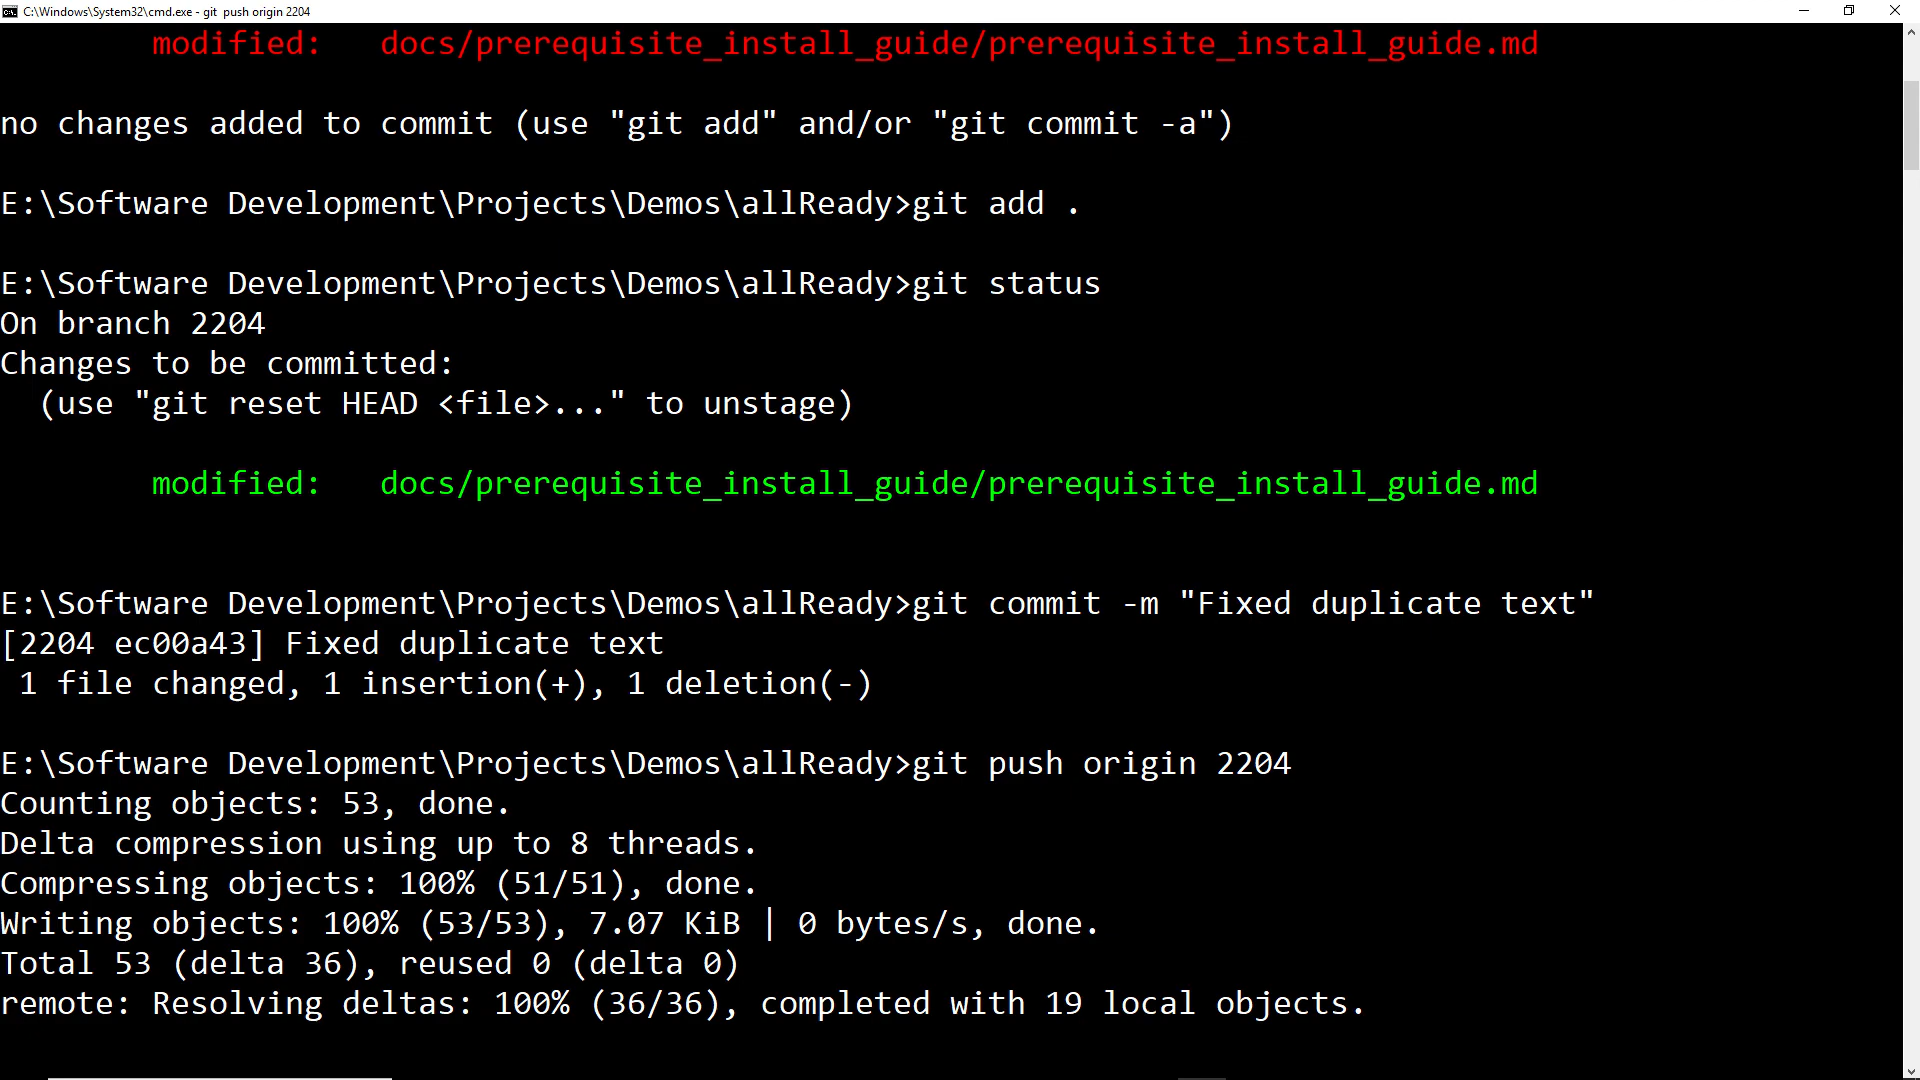 C:\Windows\System32\cmd.exe - git  push origin 2204
        modified:   docs/prerequisite_install_guide/prerequisite_install_guide.md
no changes added to commit (use "git add" and/or "git commit -a")
E:\Software Development\Projects\Demos\allReady>git add .
E:\Software Development\Projects\Demos\allReady>git status
On branch 2204
Changes to be committed:
  (use "git reset HEAD <file>..." to unstage)
        modified:   docs/prerequisite_install_guide/prerequisite_install_guide.md
E:\Software Development\Projects\Demos\allReady>git commit -m "Fixed duplicate text"
[2204 ec00a43] Fixed duplicate text
 1 file changed, 1 insertion(+), 1 deletion(-)
E:\Software Development\Projects\Demos\allReady>git push origin 2204
Counting objects: 53, done.
Delta compression using up to 8 threads.
Compressing objects: 100% (51/51), done.
Writing objects: 100% (53/53), 7.07 KiB | 0 bytes/s, done.
Total 53 (delta 36), reused 0 (delta 0)
remote: Resolving deltas: 100% (36/36), completed with 19 local objects.